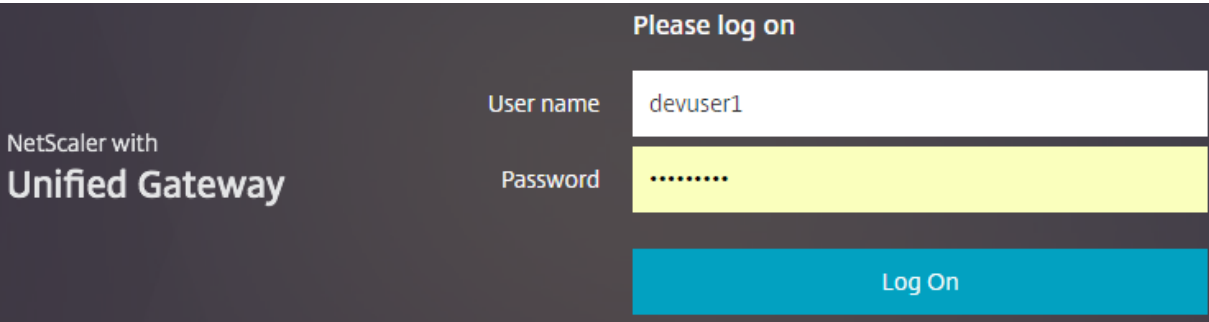 Please log on
User name
devuser1
NetScaler with
Unified Gateway
Password
•••••••••
Log On